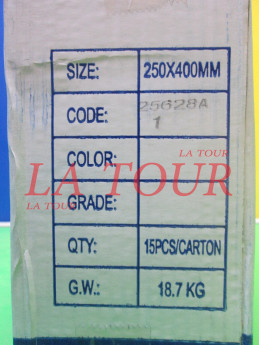 SIZE: 250X400MM
CODE: 25628A
1
COLOR:
LA TOUR
LA TOUR
GRADE:
LA TOUR
QTY: 15PCS/CARTON
G.W.: 18.7 KG